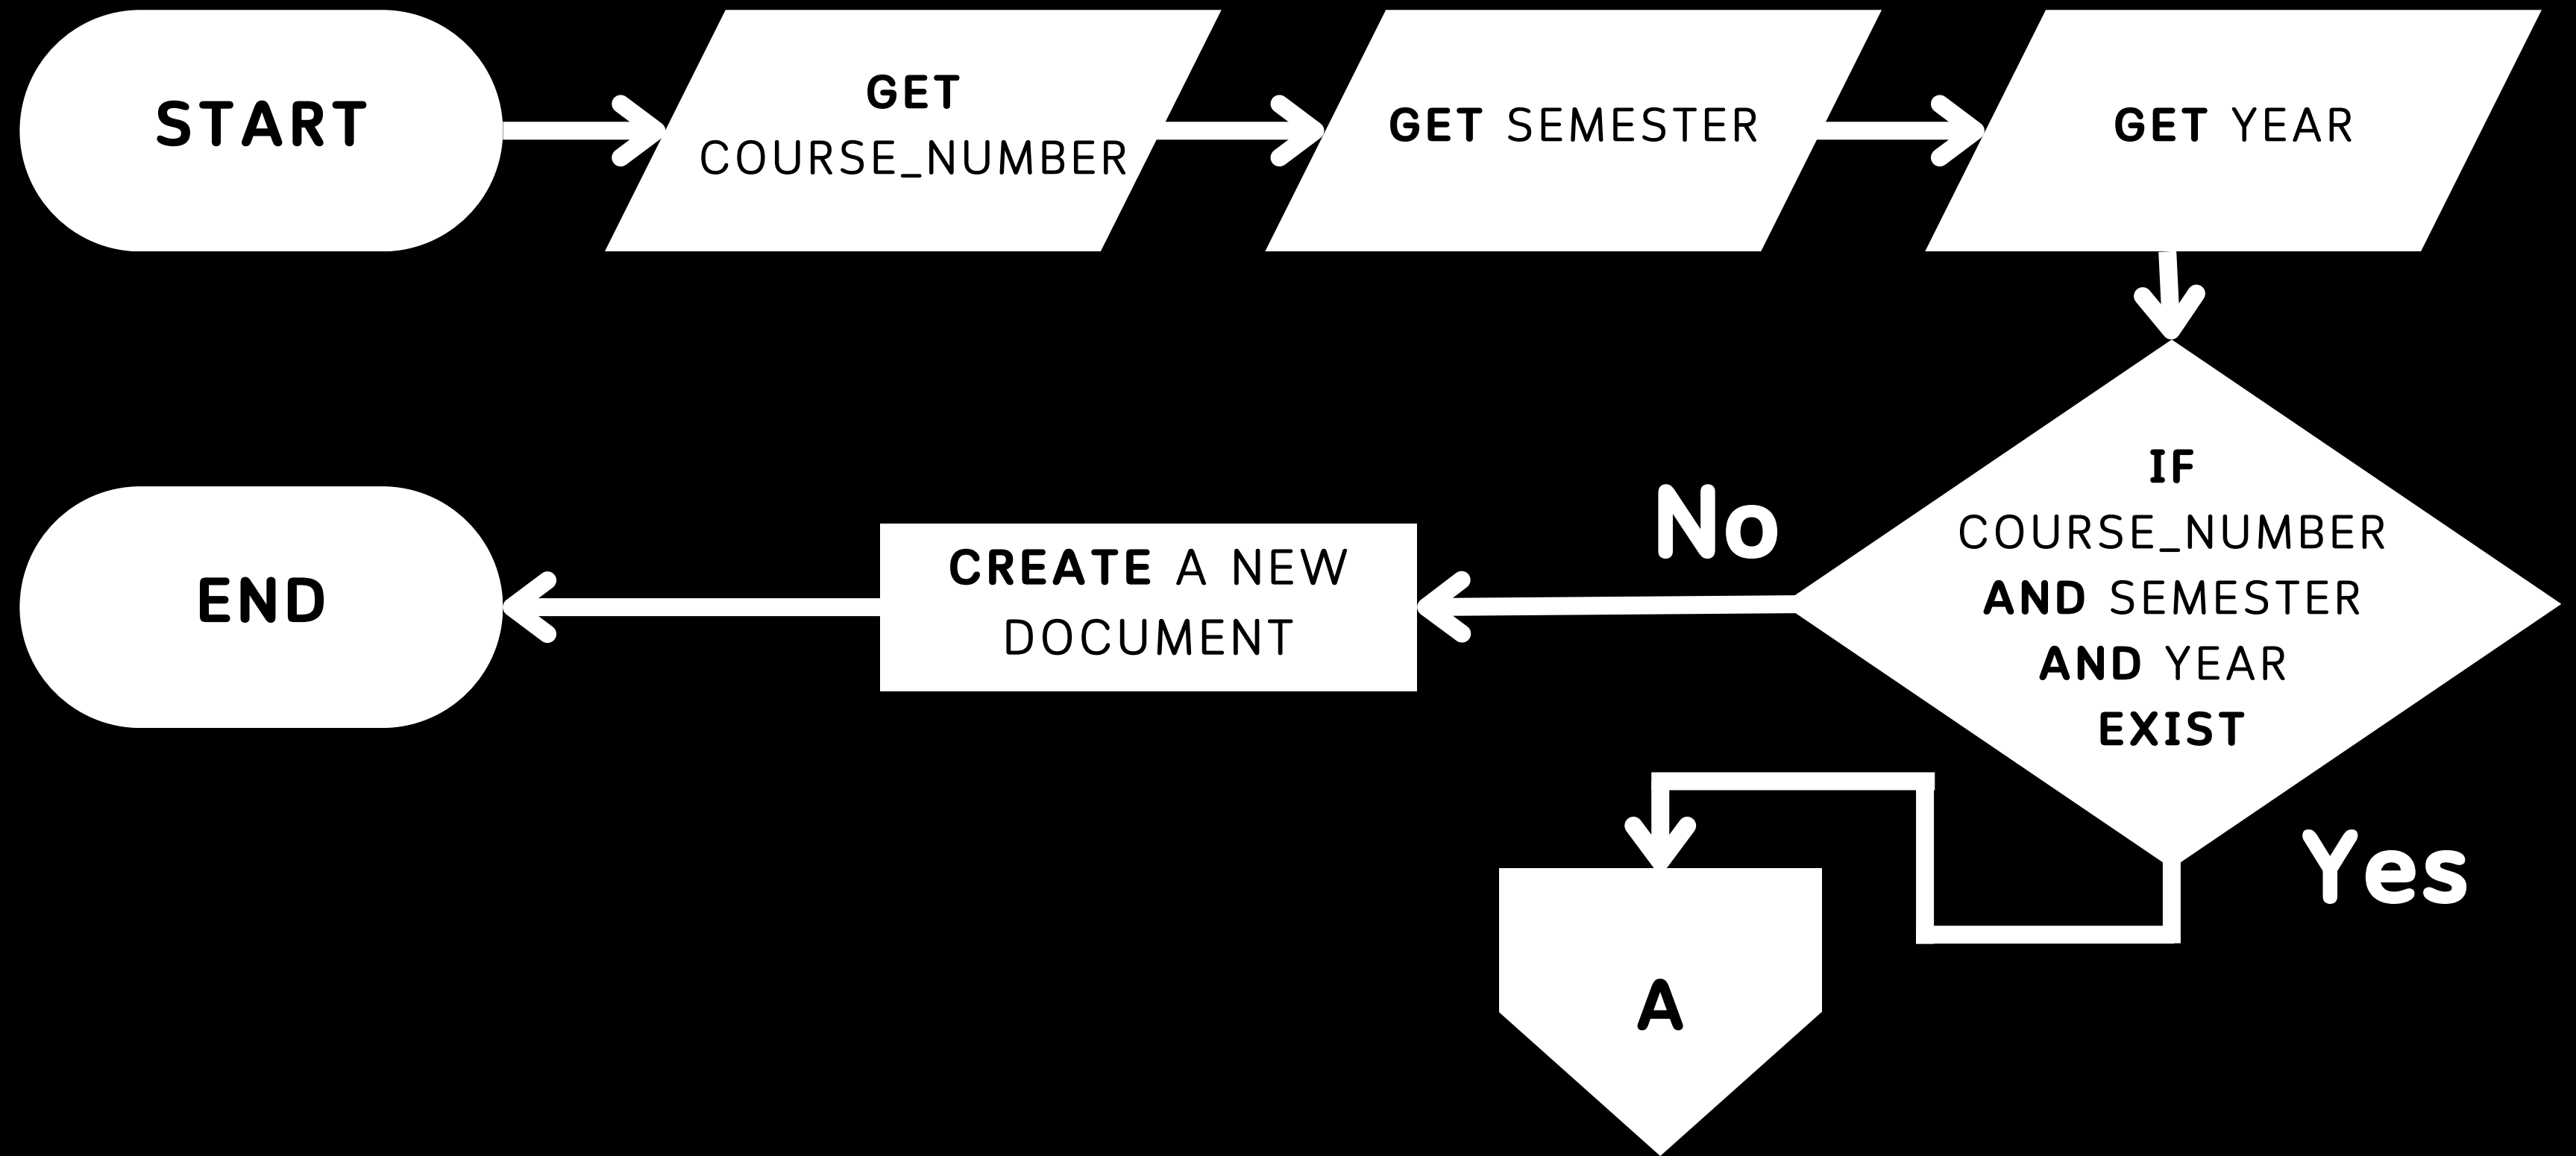 START
GET
COURSE_NUMBER
GET SEMESTER
GET YEAR
IF
COURSE_NUMBER
AND SEMESTER
AND YEAR
EXIST
No
CREATE A NEW
DOCUMENT
END
Yes
A